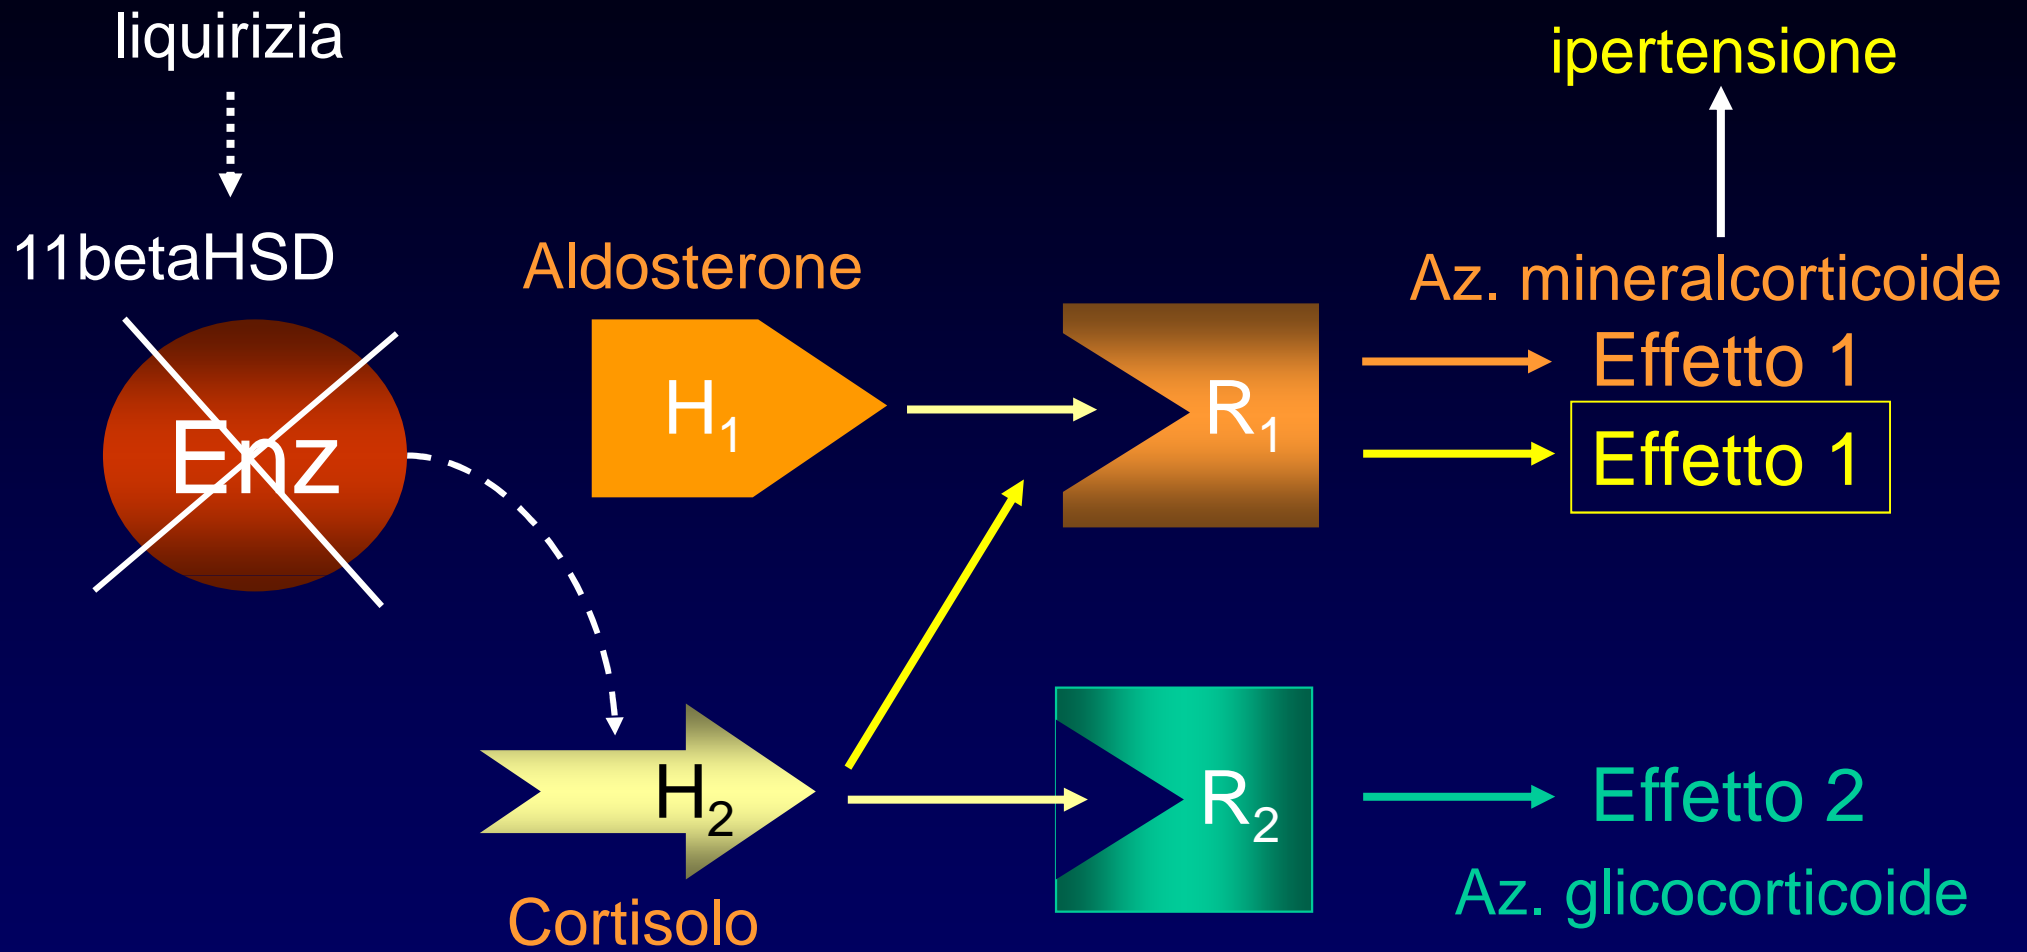 liquirizia
ipertensione
11betaHSD
Aldosterone
Az. mineralcorticoide
Enz
H₁
R₁
Effetto 1
Effetto 1
H₂
R₂
Effetto 2
Cortisolo
Az. glicocorticoide